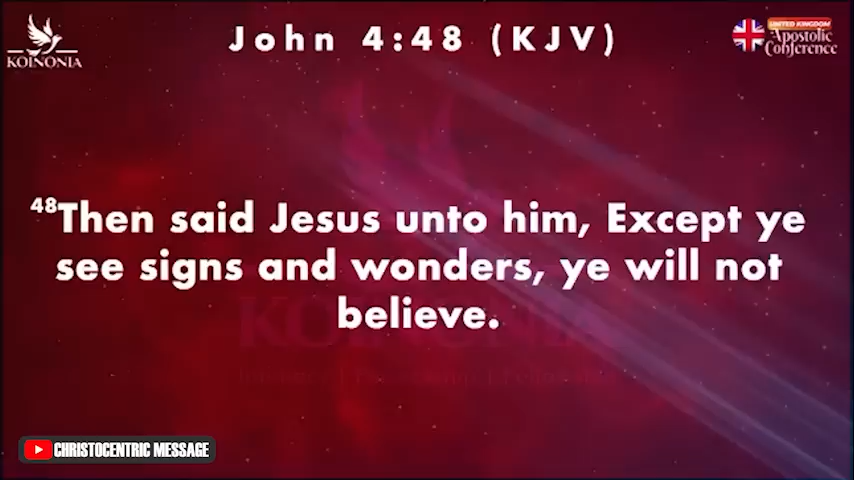 KOINONIA
John 4:48 (KJV)
UNITED KINGDOM
Apostolic
Conference
48Then said Jesus unto him, Except ye
see signs and wonders, ye will not
believe.
KOINONIA
CHRISTOCENTRIC MESSAGE